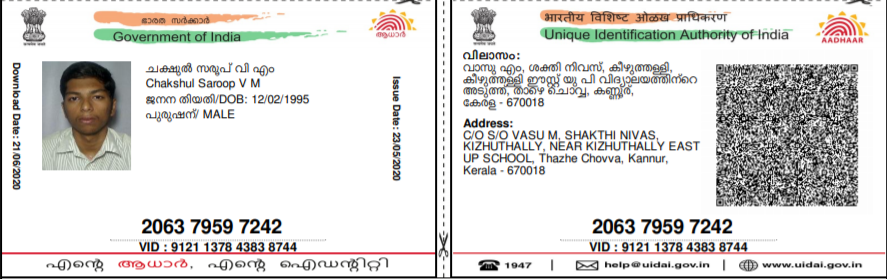 ഭാരത സർക്കാർ
Government of India
ആധാർ
Download Date: 21/06/2020
ചക്ഷുൽ സരൂപ് വി എം
Chakshul Saroop V M
ജനന തിയതി/DOB: 12/02/1995
പുരുഷന്/ MALE
Issue Date: 23/05/2020
2063 7959 7242
VID : 9121 1378 4383 8744
എന്റെ ആധാർ, എന്റെ ഐഡന്റിറ്റി
भारतीय विशिष्ट ओळख प्राधिकरण
Unique Identification Authority of India
AADHAAR
വിലാസം:
വാസു എം, ശക്തി നിവസ്, കീഴുത്തള്ളി,
കീഴുത്തള്ളി ഈസ്റ്റ് യു പി വിദ്യാലയത്തിന്റെ
അടുത്ത്, താഴെ ചൊവ്വ, കണ്ണൂർ,
കേരള - 670018
Address:
C/O S/O VASU M, SHAKTHI NIVAS,
KIZHUTHALLY, NEAR KIZHUTHALLY EAST
UP SCHOOL, Thazhe Chovva, Kannur,
Kerala - 670018
2063 7959 7242
VID : 9121 1378 4383 8744
1947 | help@uidai.gov.in | www.uidai.gov.in